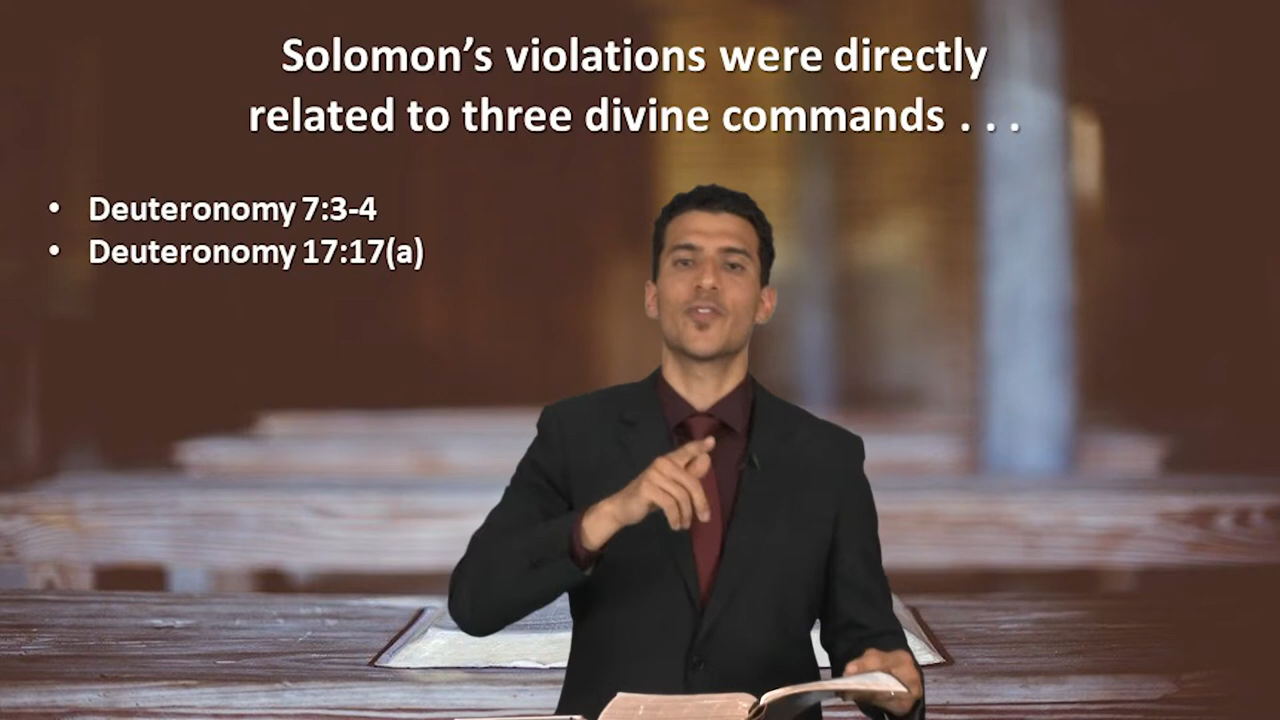 Solomon’s violations were directly
related to three divine commands . . .
• Deuteronomy 7:3-4
• Deuteronomy 17:17(a)